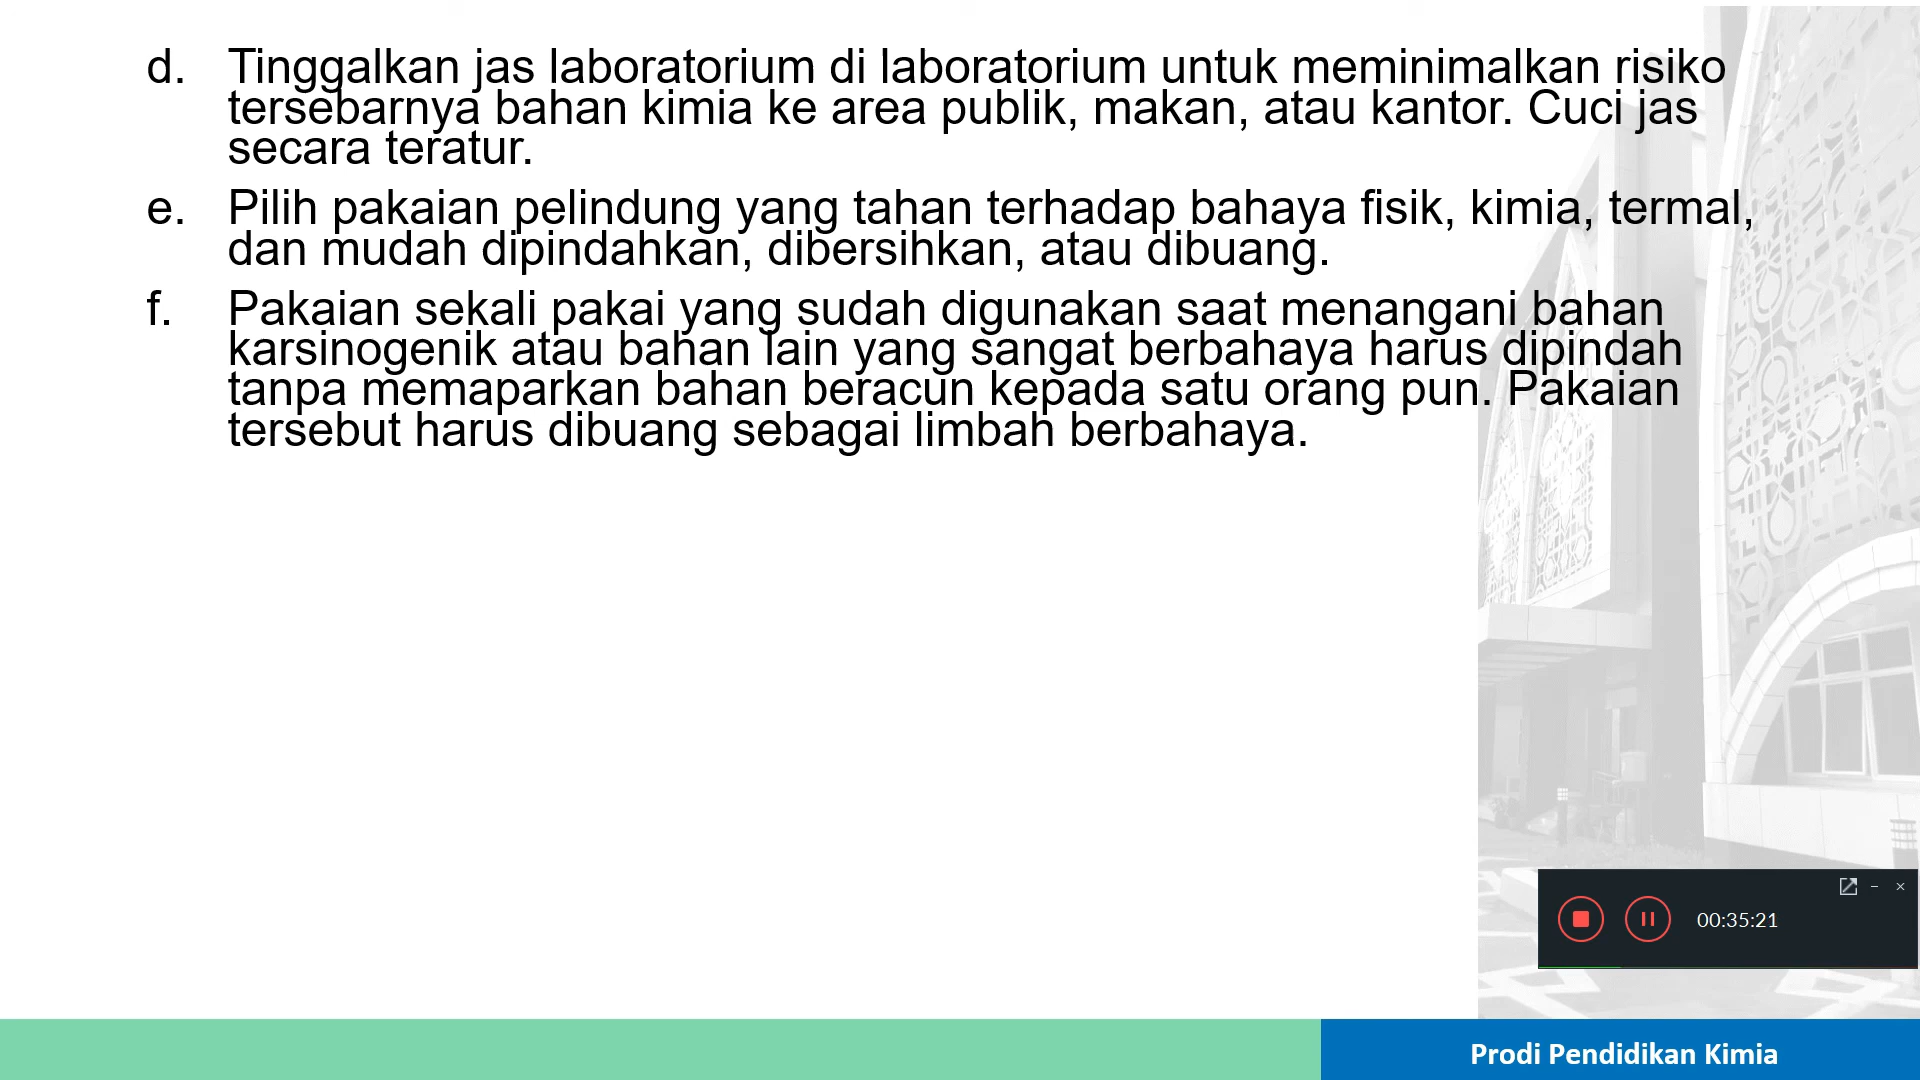 d. Tinggalkan jas laboratorium di laboratorium untuk meminimalkan risiko
tersebarnya bahan kimia ke area publik, makan, atau kantor. Cuci jas
secara teratur.
e. Pilih pakaian pelindung yang tahan terhadap bahaya fisik, kimia, termal,
dan mudah dipindahkan, dibersihkan, atau dibuang.
f. Pakaian sekali pakai yang sudah digunakan saat menangani bahan
karsinogenik atau bahan lain yang sangat berbahaya harus dipindah
tanpa memaparkan bahan beracun kepada satu orang pun. Pakaian
tersebut harus dibuang sebagai limbah berbahaya.
00:35:21
Prodi Pendidikan Kimia